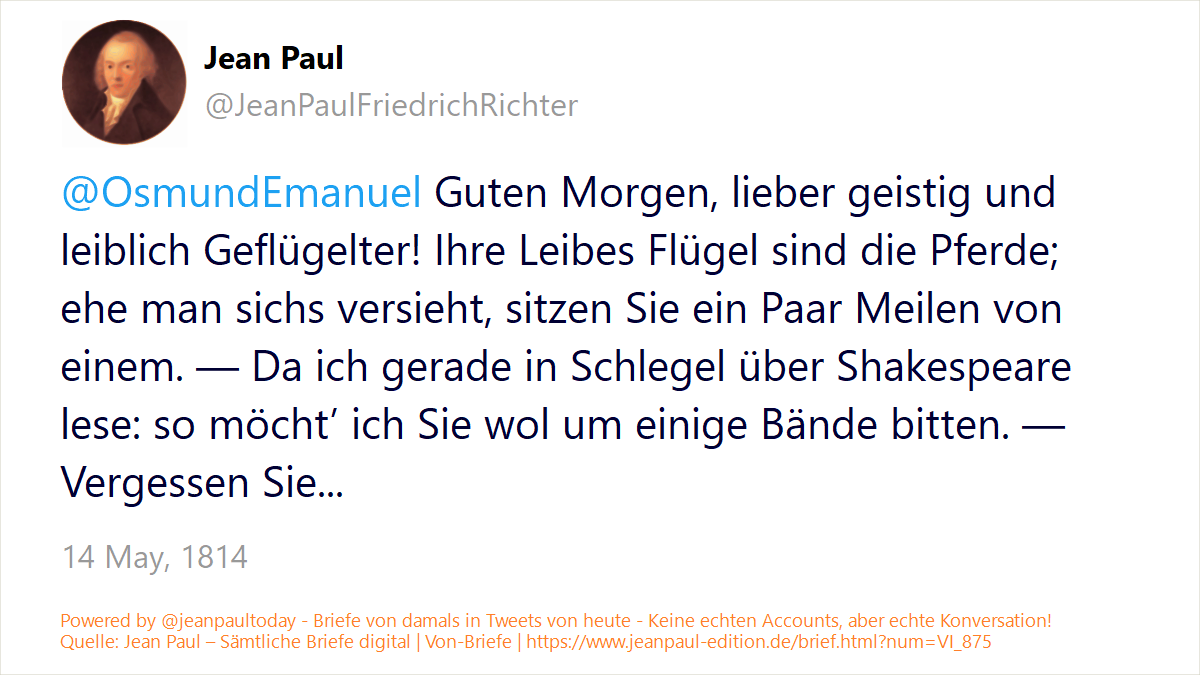 Jean Paul
@JeanPaulFriedrichRichter
@OsmundEmanuel Guten Morgen, lieber geistig und
leiblich Geflügelter! Ihre Leibes Flügel sind die Pferde;
ehe man sichs versieht, sitzen Sie ein Paar Meilen von
einem. — Da ich gerade in Schlegel über Shakespeare
lese: so möcht’ ich Sie wol um einige Bände bitten. —
Vergessen Sie...
14 May, 1814
Powered by @jeanpaultoday - Briefe von damals in Tweets von heute - Keine echten Accounts, aber echte Konversation!
Quelle: Jean Paul – Sämtliche Briefe digital | Von-Briefe | https://www.jeanpaul-edition.de/brief.html?num=VI_875